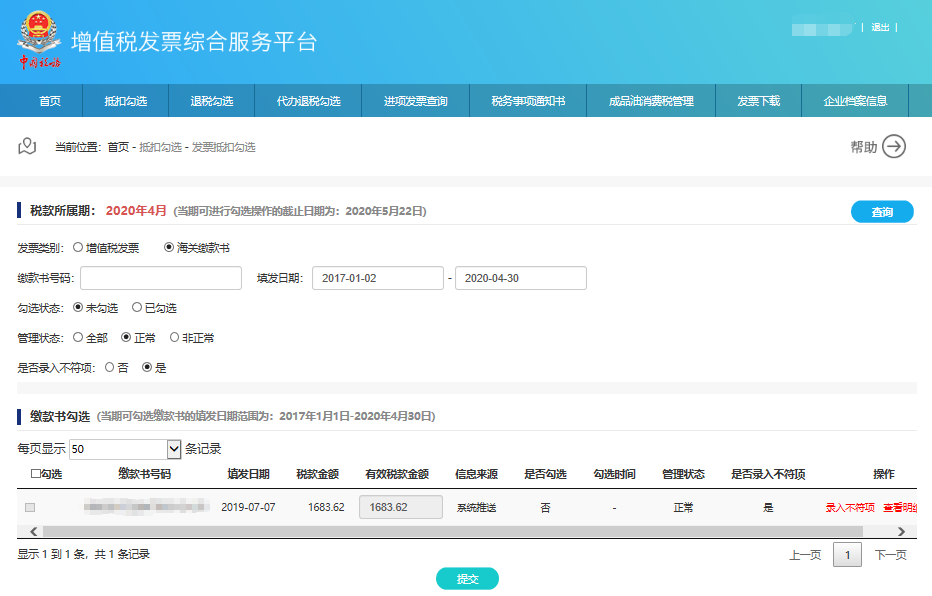 中国税务
增值税发票综合服务平台
| 退出 |
首页 抵扣勾选 退税勾选 代办退税勾选 进项发票查询 税务事项通知书 成品油消费税管理 发票下载 企业档案信息
当前位置：首页 - 抵扣勾选 - 发票抵扣勾选
帮助
税款所属期： 2020年4月 (当期可进行勾选操作的截止日期为：2020年5月22日)
查询
发票类别: 增值税发票 海关缴款书
缴款书号码: 填发日期: 2017-01-02 - 2020-04-30
勾选状态: 未勾选 已勾选
管理状态: 全部 正常 非正常
是否录入不符项: 否 是
缴款书勾选 (当期可勾选缴款书的填发日期范围为：2017年1月1日-2020年4月30日)
每页显示 50 条记录
勾选 缴款书号码 填发日期 税款金额 有效税款金额 信息来源 是否勾选 勾选时间 管理状态 是否录入不符项 操作
2019-07-07 1683.62 1683.62 系统推送 否 - 正常 是 录入不符项 查看明细
显示 1 到 1 条，共 1 条记录
上一页 1 下一页
提交